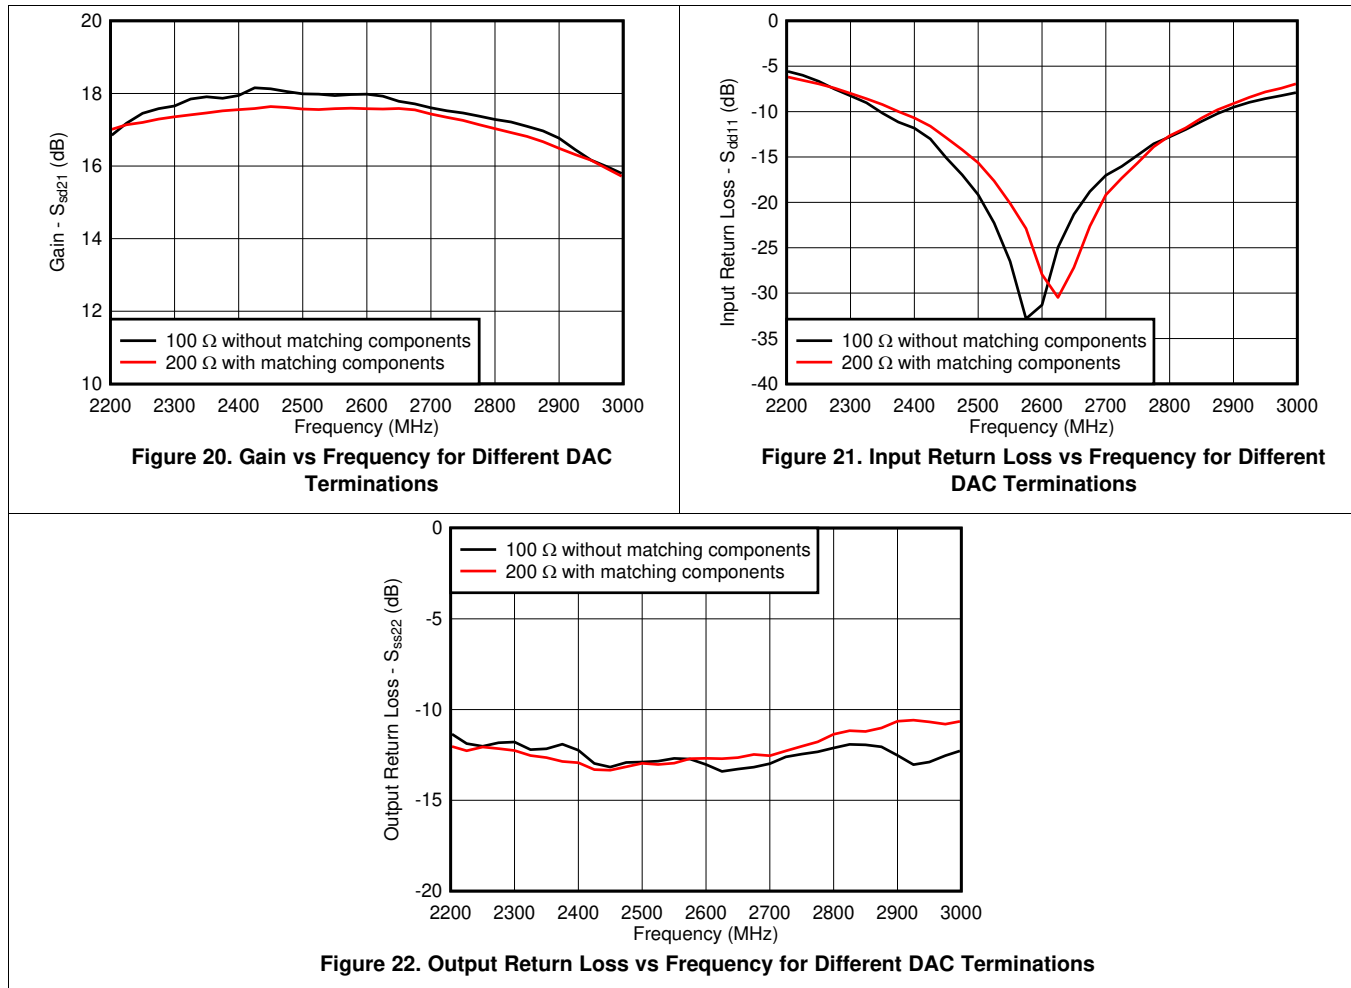 20
18
16
14
12
10
Gain - Ssd21 (dB)
100 Ω without matching components
200 Ω with matching components
2200 2300 2400 2500 2600 2700 2800 2900 3000
Frequency (MHz)
Figure 20. Gain vs Frequency for Different DAC
Terminations
0
-5
-10
-15
-20
-25
-30
-35
-40
Input Return Loss - Sdd11 (dB)
100 Ω without matching components
200 Ω with matching components
2200 2300 2400 2500 2600 2700 2800 2900 3000
Frequency (MHz)
Figure 21. Input Return Loss vs Frequency for Different
DAC Terminations
0
-5
-10
-15
-20
Output Return Loss - Sss22 (dB)
100 Ω without matching components
200 Ω with matching components
2200 2300 2400 2500 2600 2700 2800 2900 3000
Frequency (MHz)
Figure 22. Output Return Loss vs Frequency for Different DAC Terminations